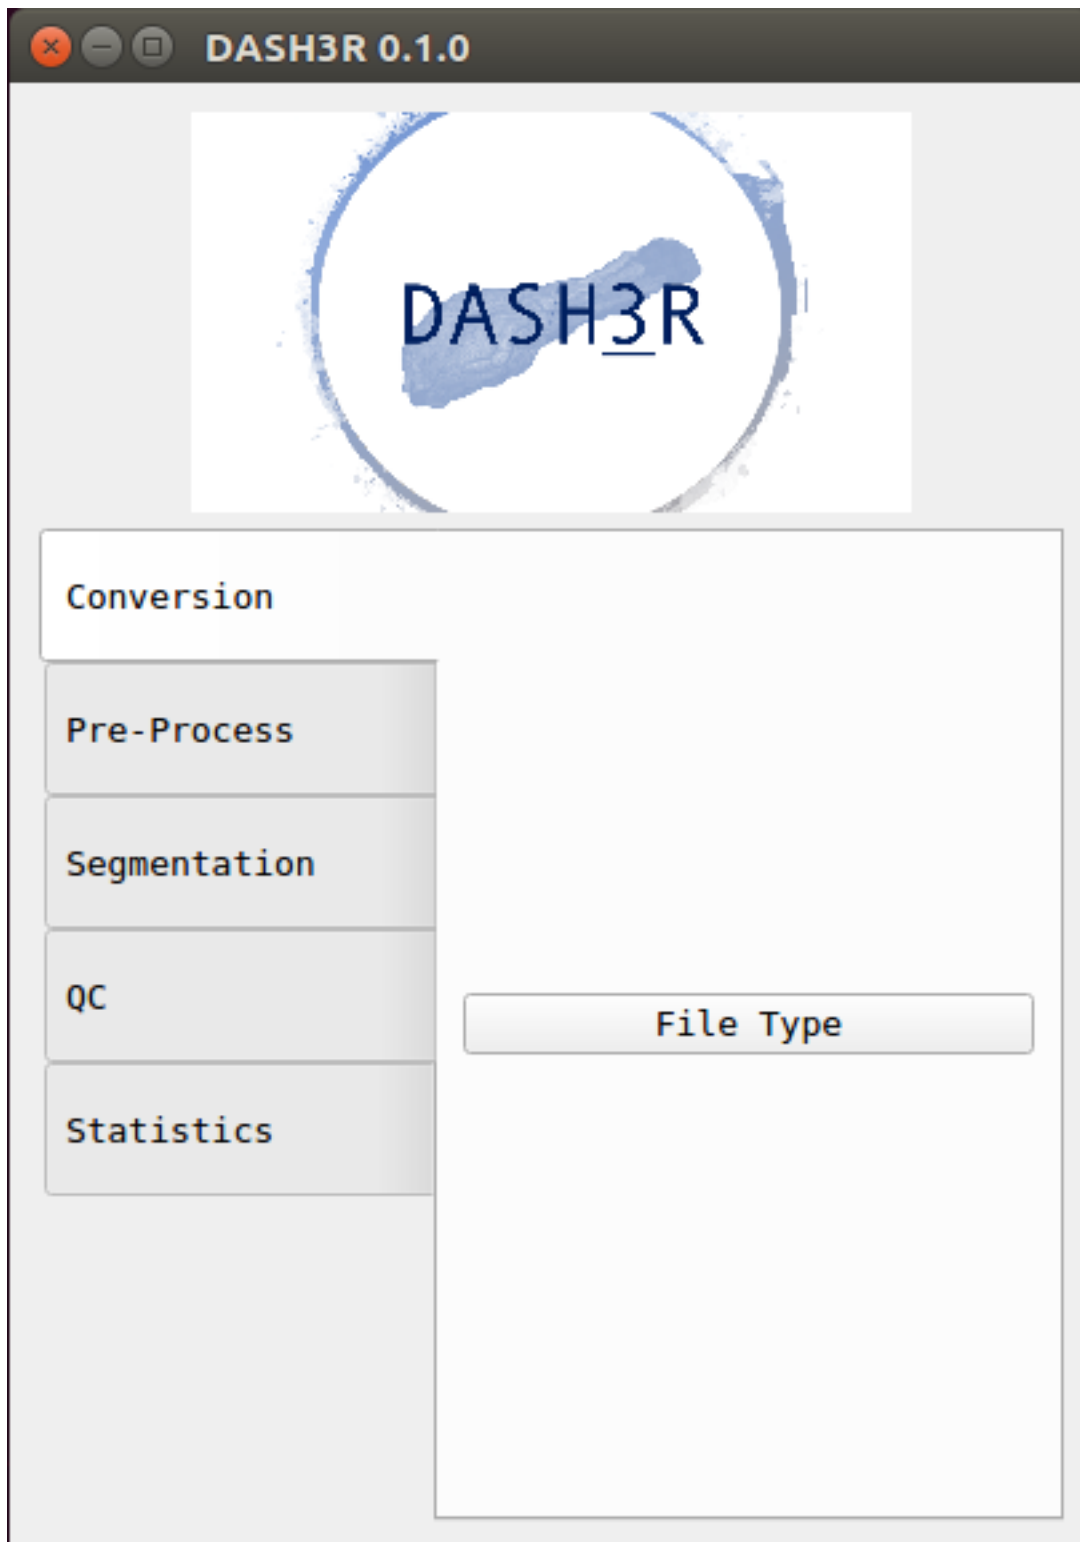 DASH3R 0.1.0
DASH3R
Conversion
Pre-Process
Segmentation
QC
File Type
Statistics